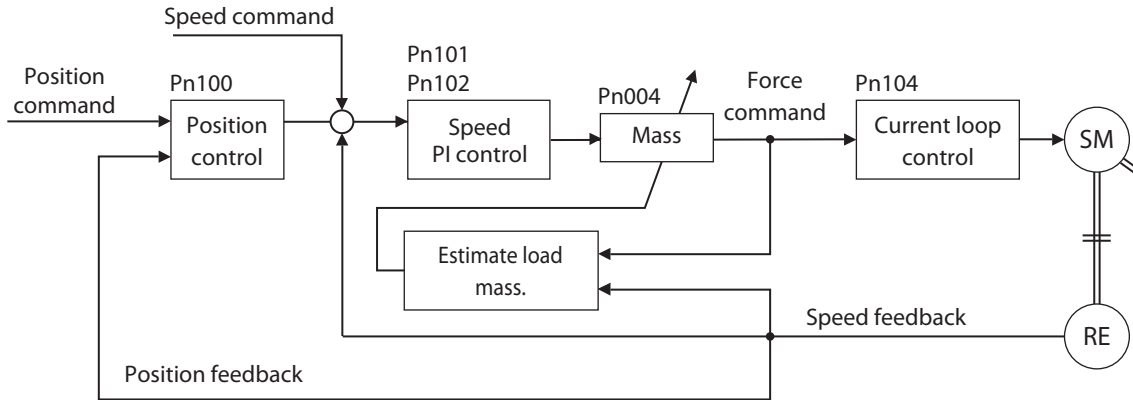 Speed command
Pn101
Pn102
Position
command
Pn100
Position
control
Speed
PI control
Pn004
Mass
Force
command
Pn104
Current loop
control
SM
Estimate load
mass.
Speed feedback
RE
Position feedback